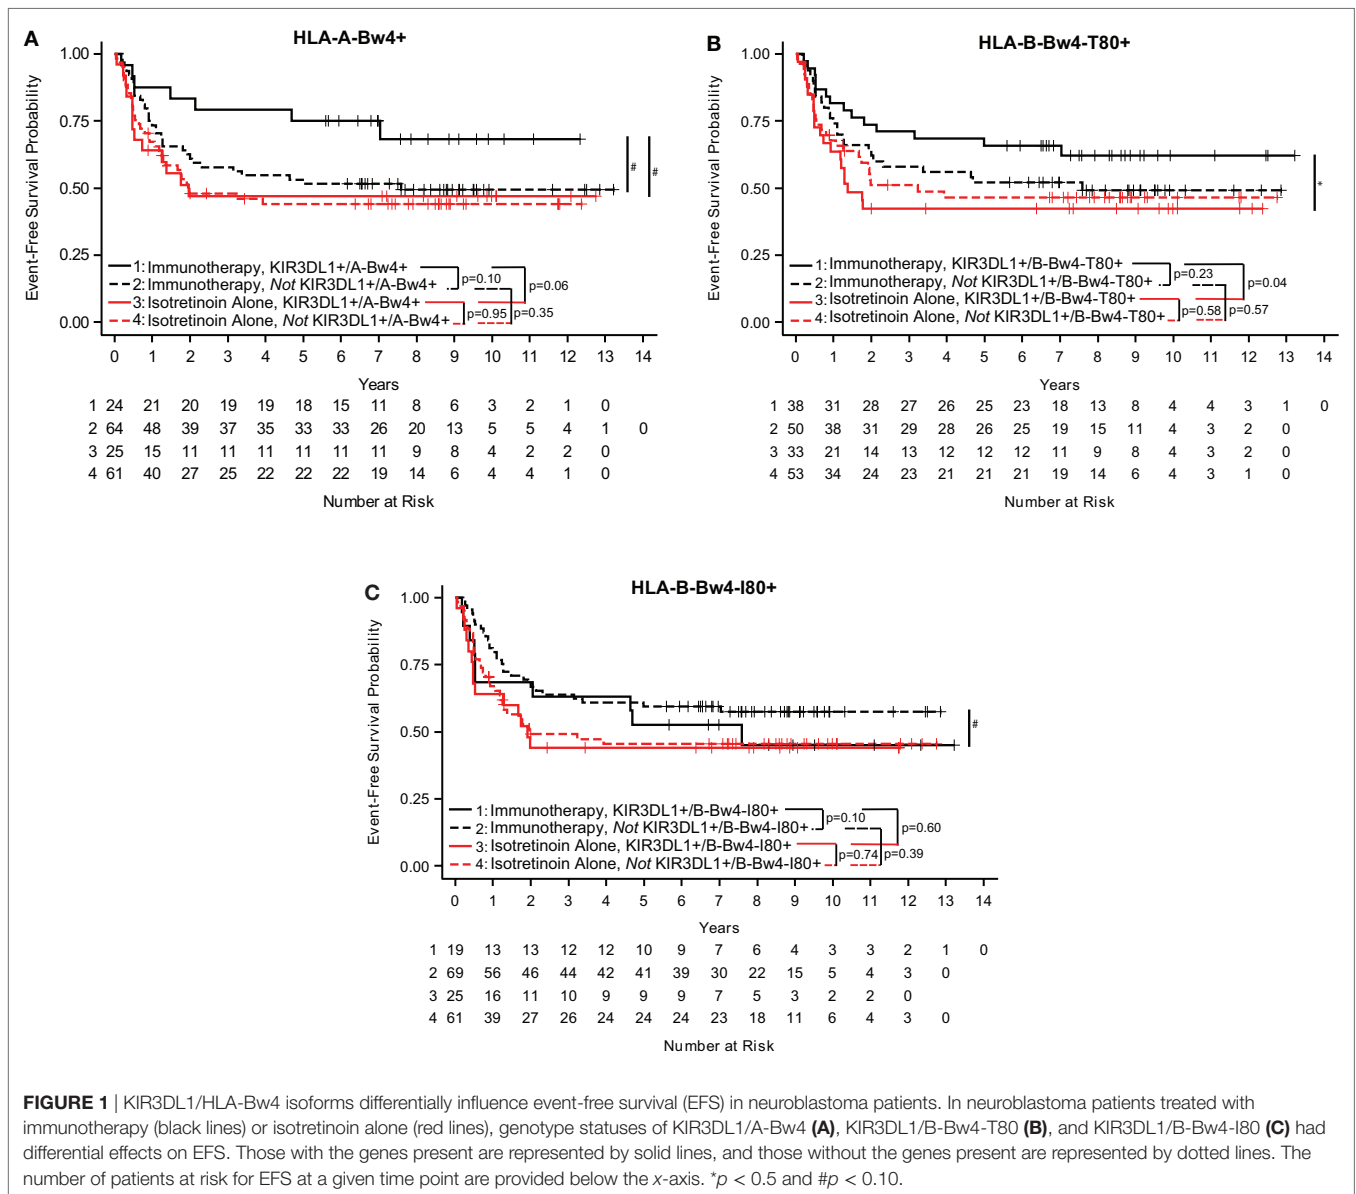 A
HLA-A-Bw4+
Event-Free Survival Probability
1.00
0.75
0.50
0.25
0.00
#
#
1: Immunotherapy, KIR3DL1+/A-Bw4+
2: Immunotherapy, Not KIR3DL1+/A-Bw4+
3: Isotretinoin Alone, KIR3DL1+/A-Bw4+
4: Isotretinoin Alone, Not KIR3DL1+/A-Bw4+
p=0.10
p=0.06
p=0.95
p=0.35
0 1 2 3 4 5 6 7 8 9 10 11 12 13 14
Years
1 24 21 20 19 19 18 15 11 8 6 3 2 1 0
2 64 48 39 37 35 33 33 26 20 13 5 5 4 1 0
3 25 15 11 11 11 11 11 11 9 8 4 2 2 0
4 61 40 27 25 22 22 22 19 14 6 4 4 1 0
Number at Risk
B
HLA-B-Bw4-T80+
Event-Free Survival Probability
1.00
0.75
0.50
0.25
0.00
*
1: Immunotherapy, KIR3DL1+/B-Bw4-T80+
2: Immunotherapy, Not KIR3DL1+/B-Bw4-T80+
3: Isotretinoin Alone, KIR3DL1+/B-Bw4-T80+
4: Isotretinoin Alone, Not KIR3DL1+/B-Bw4-T80+
p=0.23
p=0.04
p=0.58
p=0.57
0 1 2 3 4 5 6 7 8 9 10 11 12 13 14
Years
1 38 31 28 27 26 25 23 18 13 8 4 4 3 1 0
2 50 38 31 29 28 26 25 19 15 11 4 3 2 0
3 33 21 14 13 12 12 12 11 9 8 4 3 2 0
4 53 34 24 23 21 21 21 19 14 6 4 3 1 0
Number at Risk
C
HLA-B-Bw4-I80+
Event-Free Survival Probability
1.00
0.75
0.50
0.25
0.00
#
1: Immunotherapy, KIR3DL1+/B-Bw4-I80+
2: Immunotherapy, Not KIR3DL1+/B-Bw4-I80+
3: Isotretinoin Alone, KIR3DL1+/B-Bw4-I80+
4: Isotretinoin Alone, Not KIR3DL1+/B-Bw4-I80+
p=0.10
p=0.60
p=0.74
p=0.39
0 1 2 3 4 5 6 7 8 9 10 11 12 13 14
Years
1 19 13 13 12 12 10 9 7 6 4 3 3 2 1 0
2 69 56 46 44 42 41 39 30 22 15 5 4 3 0
3 25 16 11 10 9 9 9 7 5 3 2 2 0
4 61 39 27 26 24 24 24 23 18 11 6 4 3 0
Number at Risk
FIGURE 1 | KIR3DL1/HLA-Bw4 isoforms differentially influence event-free survival (EFS) in neuroblastoma patients. In neuroblastoma patients treated with
immunotherapy (black lines) or isotretinoin alone (red lines), genotype statuses of KIR3DL1/A-Bw4 (A), KIR3DL1/B-Bw4-T80 (B), and KIR3DL1/B-Bw4-I80 (C) had
differential effects on EFS. Those with the genes present are represented by solid lines, and those without the genes present are represented by dotted lines. The
number of patients at risk for EFS at a given time point are provided below the x-axis. *p < 0.5 and #p < 0.10.